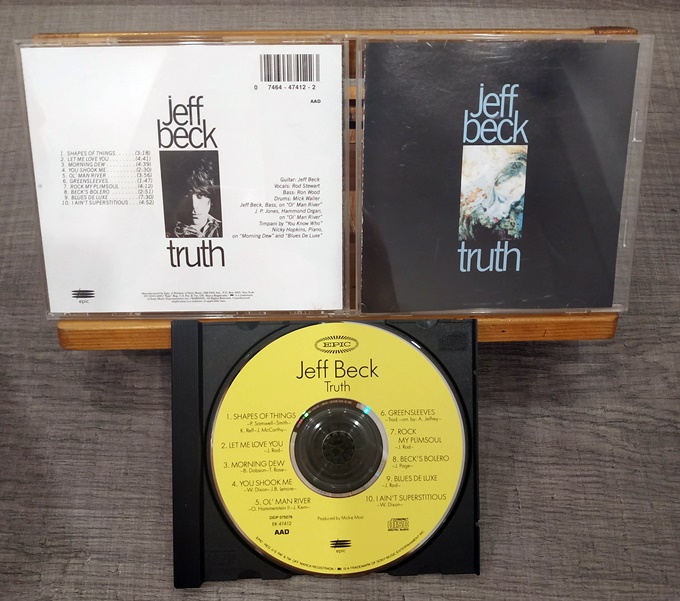 0 7464-47412-2
AAD
jeff
beck
1. SHAPES OF THINGS........(3:18)
2. LET ME LOVE YOU.........(4:41)
3. MORNING DEW.............(4:39)
4. YOU SHOOK ME............(2:30)
5. OL' MAN RIVER...........(3:56)
6. GREENSLEEVES............(1:47)
7. ROCK MY PLIMSOUL........(4:12)
8. BECK'S BOLERO...........(2:51)
9. BLUES DE LUXE...........(7:30)
10. I AIN'T SUPERSTITIOUS..(4:52)
Guitar: Jeff Beck
Vocals: Rod Stewart
Bass: Ron Wood
Drums: Mick Waller
Jeff Beck, Bass, on "Ol' Man River"
J. P. Jones, Hammond Organ,
on "Ol' Man River"
Timpani by "You Know Who"
Nicky Hopkins, Piano,
on "Morning Dew" and "Blues De Luxe"
truth
epic
jeff
beck
truth
EPIC
Jeff Beck
Truth
1. SHAPES OF THINGS
–P. Samwell-Smith–
K. Relf–J. McCarthy–
2. LET ME LOVE YOU
–J. Rod–
3. MORNING DEW
–B. Dobson–T. Rose–
4. YOU SHOOK ME
–W. Dixon–J.B. Lenoir–
5. OL' MAN RIVER
–O. Hammerstein II–J. Kern–
6. GREENSLEEVES
–Trad. arr. by: A. Jeffrey–
7. ROCK
MY PLIMSOUL
–J. Rod–
8. BECK'S BOLERO
–J. Page–
9. BLUES DE LUXE
–J. Rod–
10. I AIN'T SUPERSTITIOUS
–W. Dixon–
DIDP 075078
EK 47412
AAD
Produced by Mickie Most
COMPACT
disc
DIGITAL AUDIO
epic